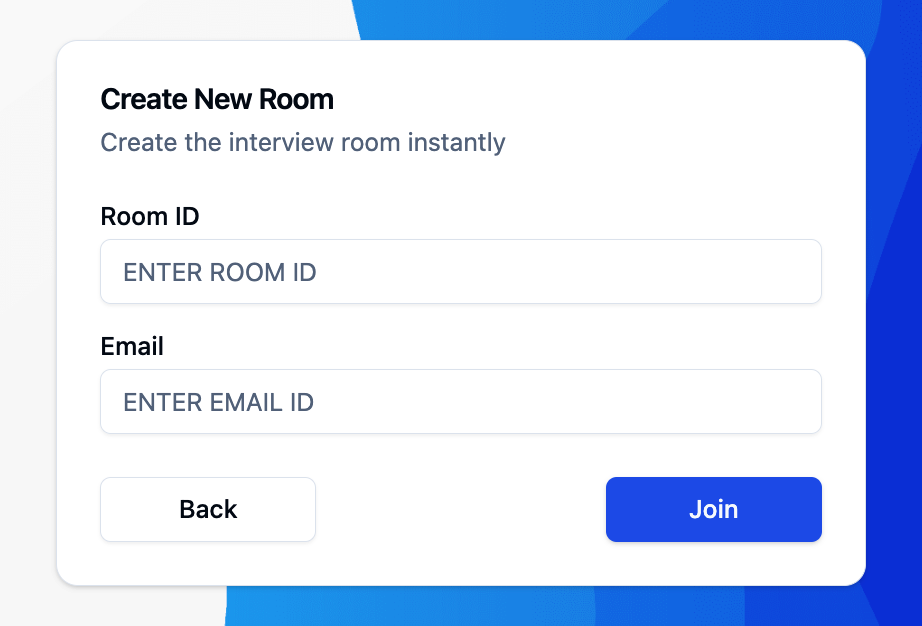 Create New Room
Create the interview room instantly
Room ID
ENTER ROOM ID
Email
ENTER EMAIL ID
Back
Join